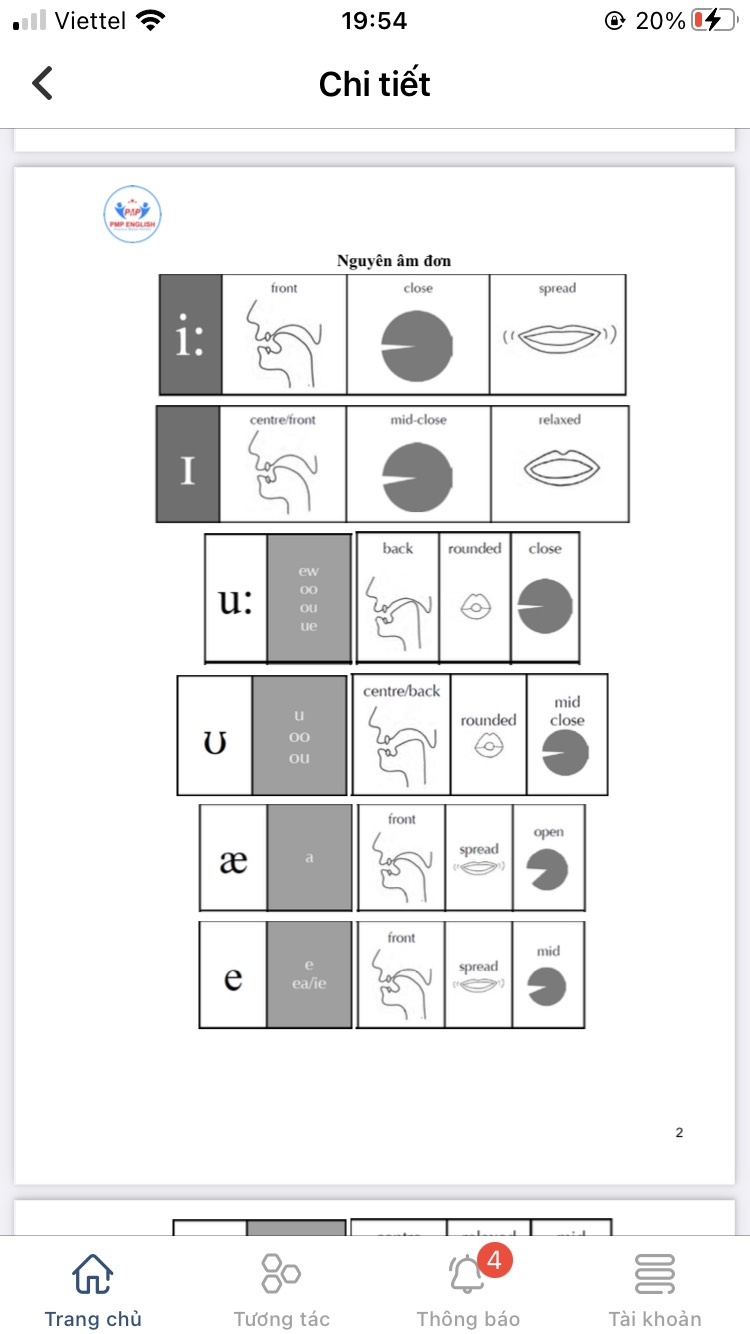 Viettel 19:54 20%
Chi tiết
PMP
PMP ENGLISH
Nguyên âm đơn
i: front close spread
I centre/front mid-close relaxed
u: ew oo ou ue back rounded close
ʊ u oo ou centre/back rounded mid close
æ a front spread open
e e ea/ie front spread mid
2
Trang chủ Tương tác 4 Thông báo Tài khoản